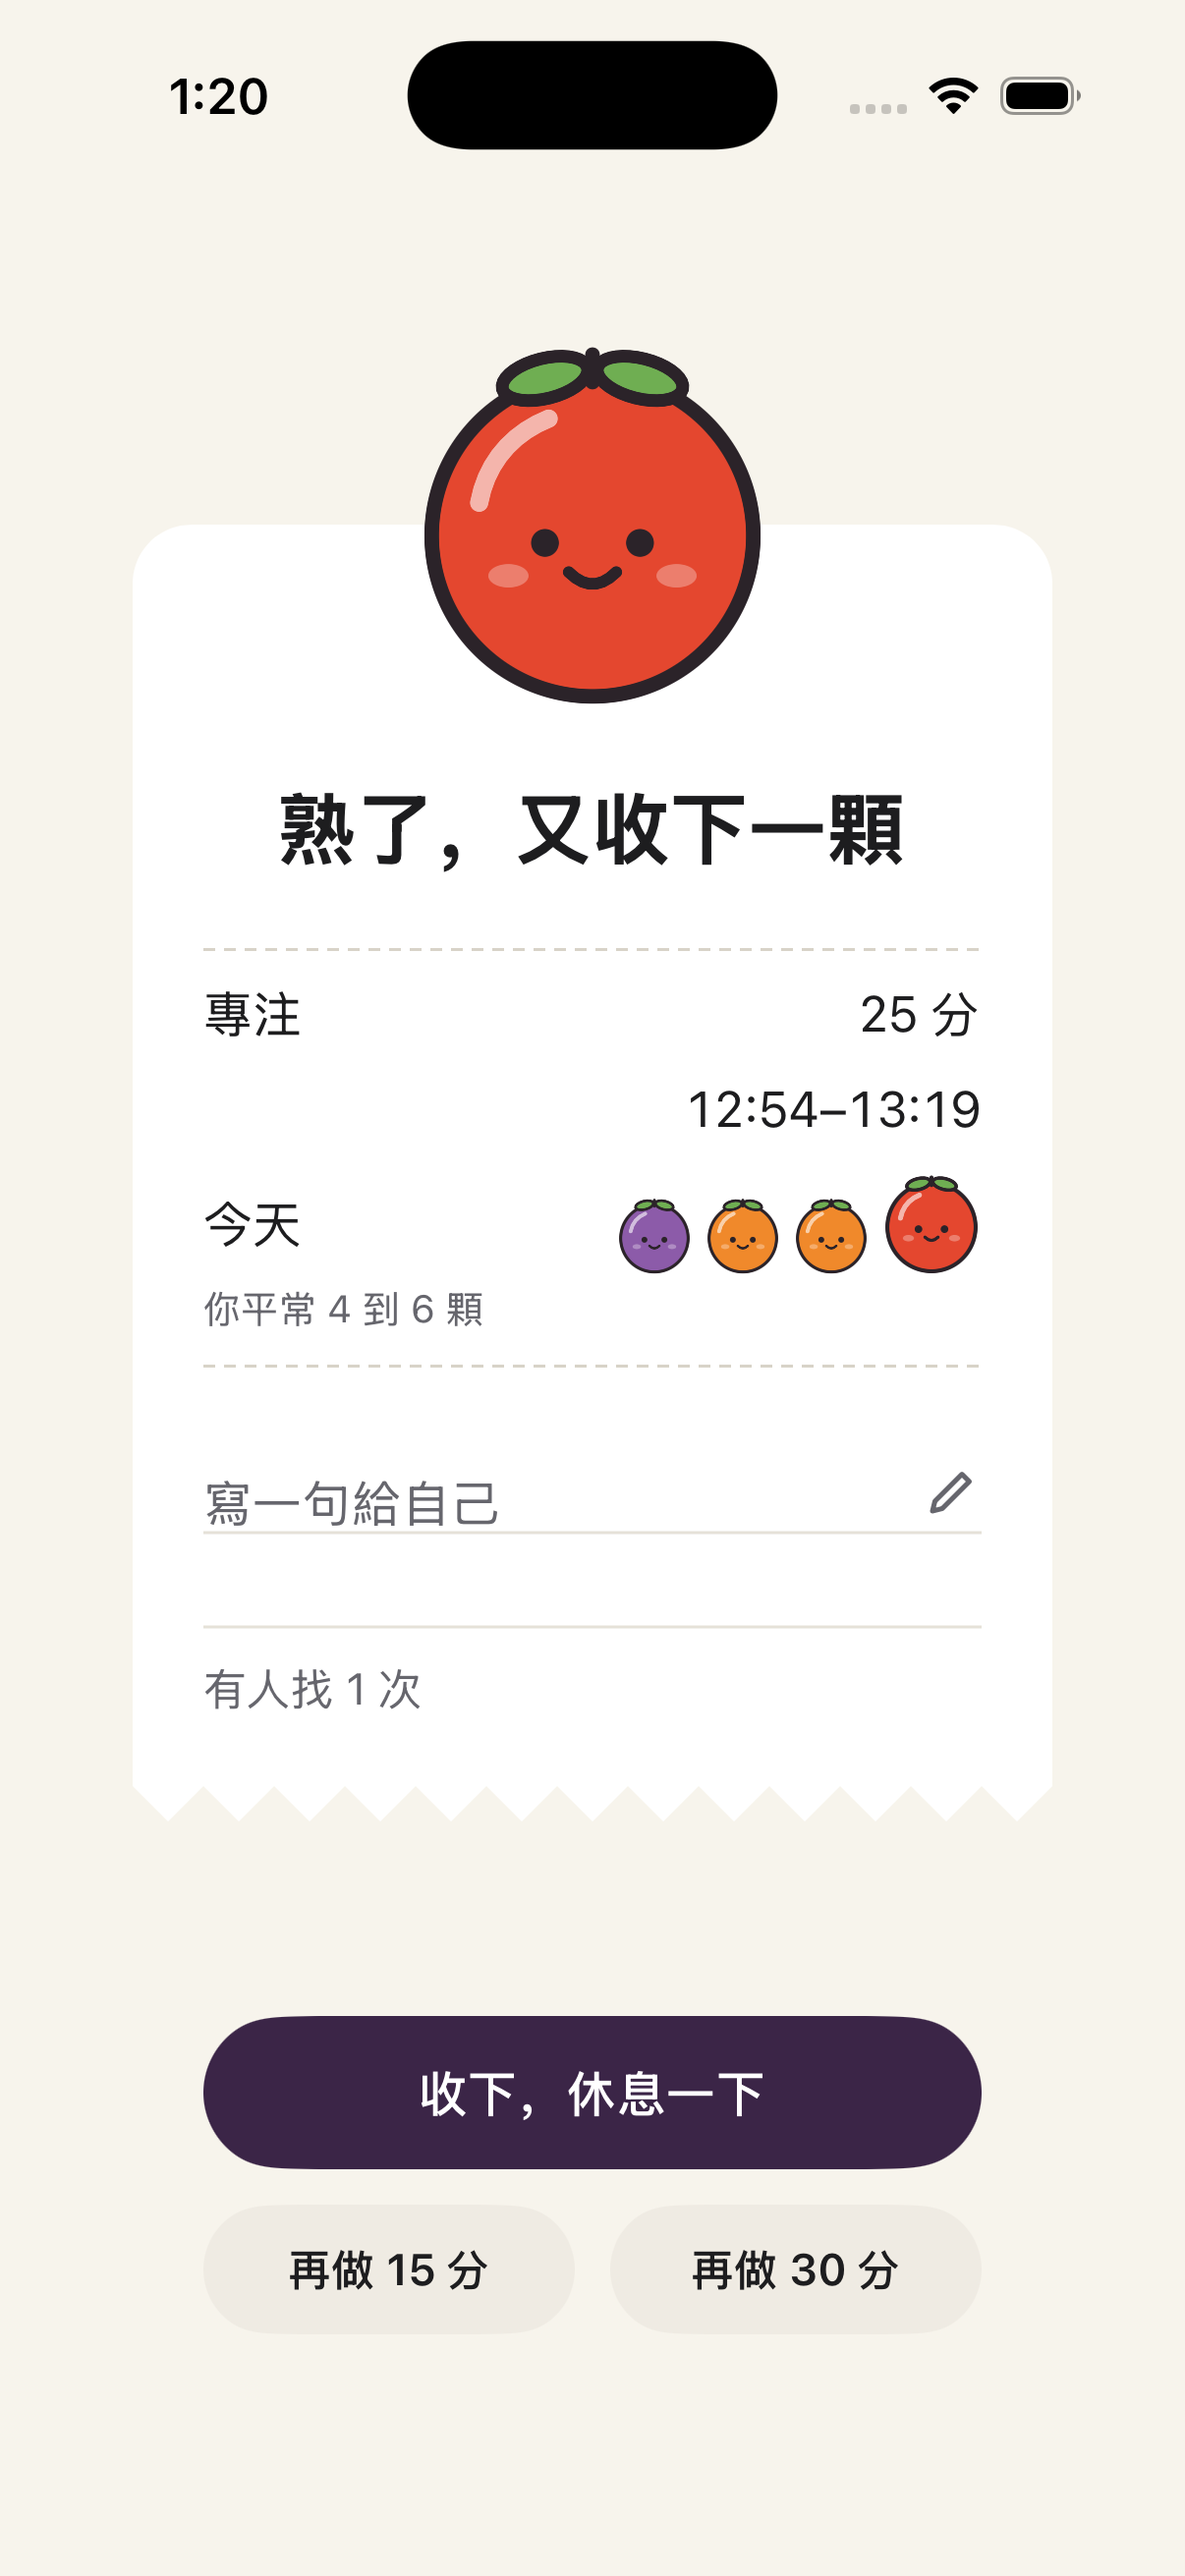 1:20
熟了，又收下一顆
專注 25 分
12:54–13:19
今天
你平常 4 到 6 顆
寫一句給自己
有人找 1 次
收下，休息一下
再做 15 分 再做 30 分